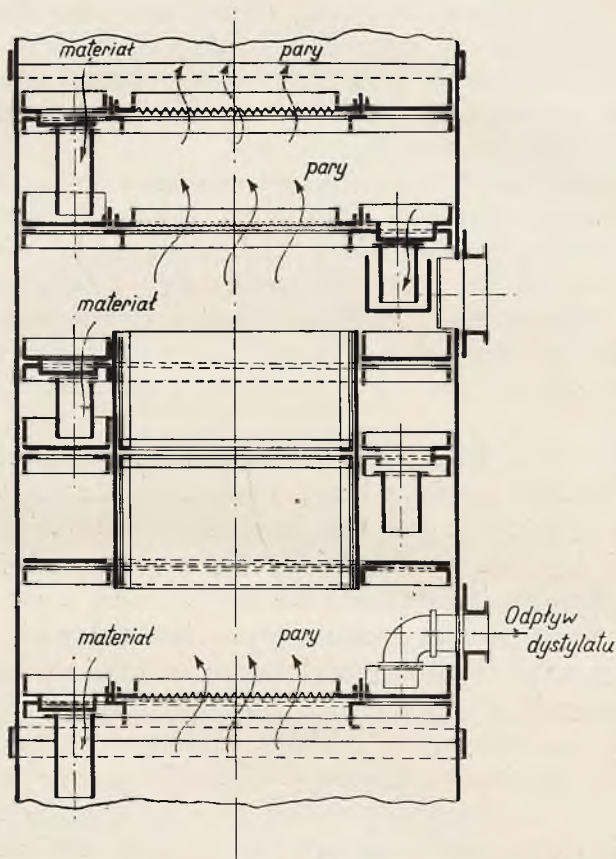 materiał
pary
pary
materiał
materiał
pary
Odpływ
dystylatu